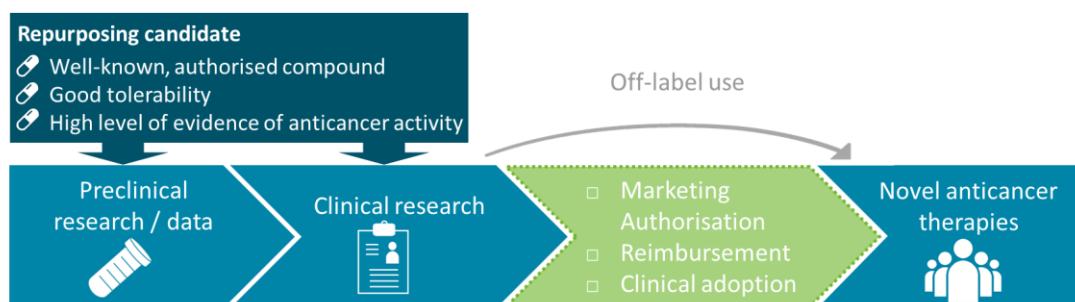 Repurposing candidate
Well-known, authorised compound
Good tolerability
High level of evidence of anticancer activity
Off-label use
Preclinical
research / data
Clinical research
Marketing
Authorisation
Reimbursement
Clinical adoption
Novel anticancer
therapies